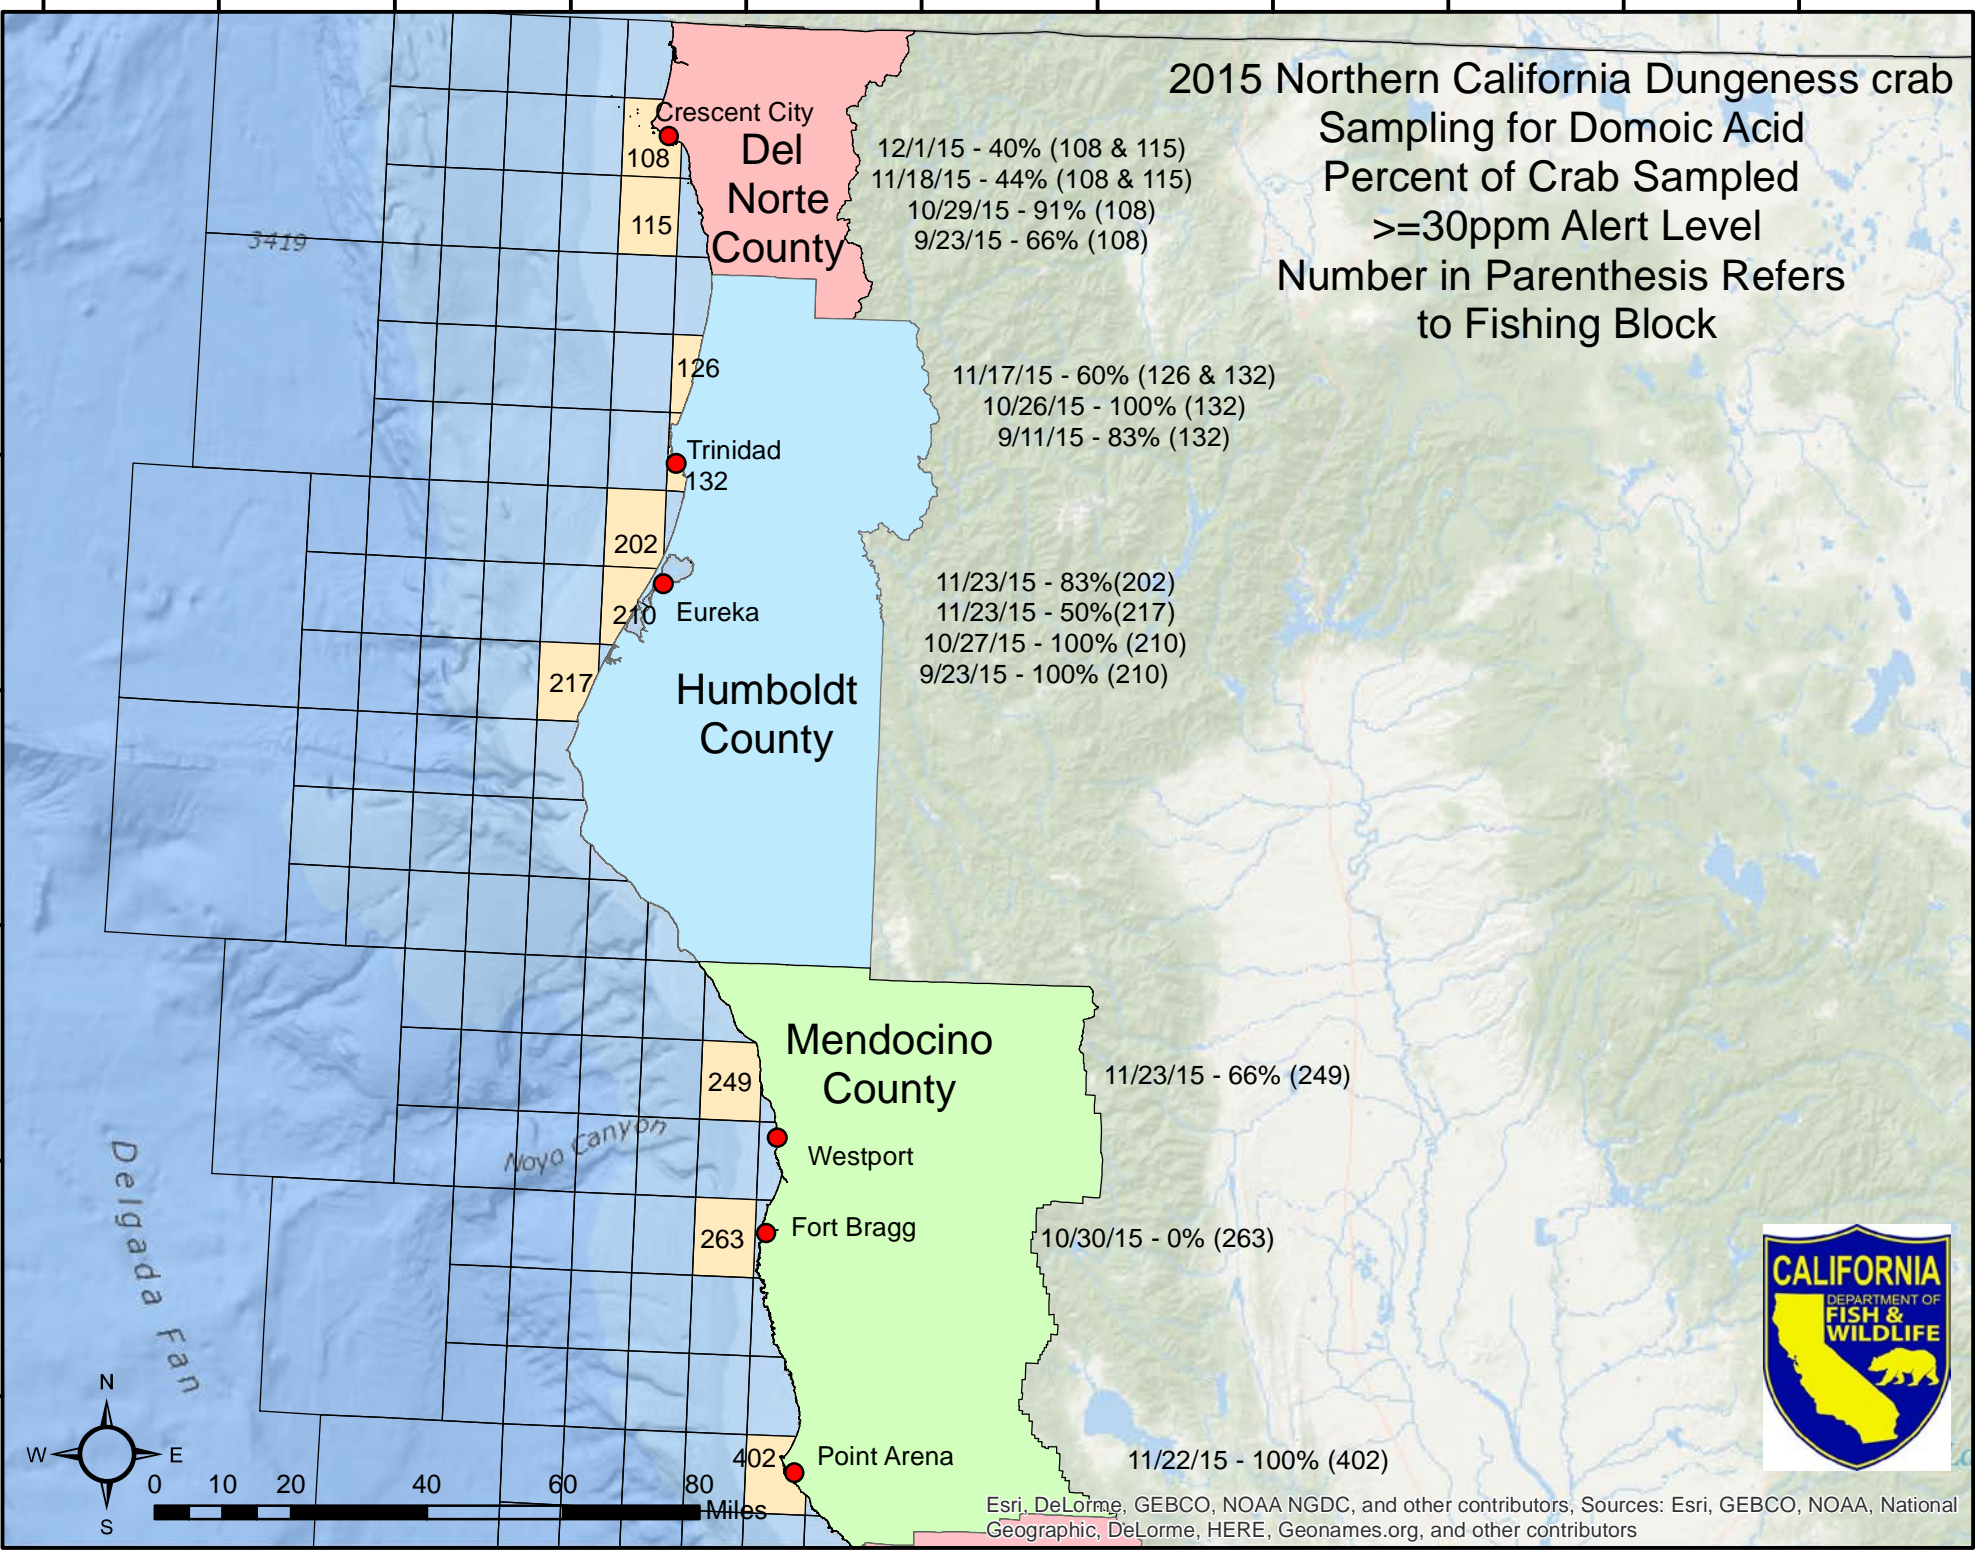 2015 Northern California Dungeness crab
Sampling for Domoic Acid
Percent of Crab Sampled
>=30ppm Alert Level
Number in Parenthesis Refers
to Fishing Block
Crescent City
108
115
Del
Norte
County
12/1/15 - 40% (108 & 115)
11/18/15 - 44% (108 & 115)
10/29/15 - 91% (108)
9/23/15 - 66% (108)
3419
126
11/17/15 - 60% (126 & 132)
10/26/15 - 100% (132)
9/11/15 - 83% (132)
Trinidad
132
202
210
Eureka
217
11/23/15 - 83%(202)
11/23/15 - 50%(217)
10/27/15 - 100% (210)
9/23/15 - 100% (210)
Humboldt
County
Mendocino
County
249
11/23/15 - 66% (249)
Noyo Canyon
Westport
263
Fort Bragg
10/30/15 - 0% (263)
Delgada Fan
402
Point Arena
11/22/15 - 100% (402)
CALIFORNIA
DEPARTMENT OF
FISH &
WILDLIFE
N
W E
S
0 10 20 40 60 80
Miles
Esri, DeLorme, GEBCO, NOAA NGDC, and other contributors, Sources: Esri, GEBCO, NOAA, National
Geographic, DeLorme, HERE, Geonames.org, and other contributors